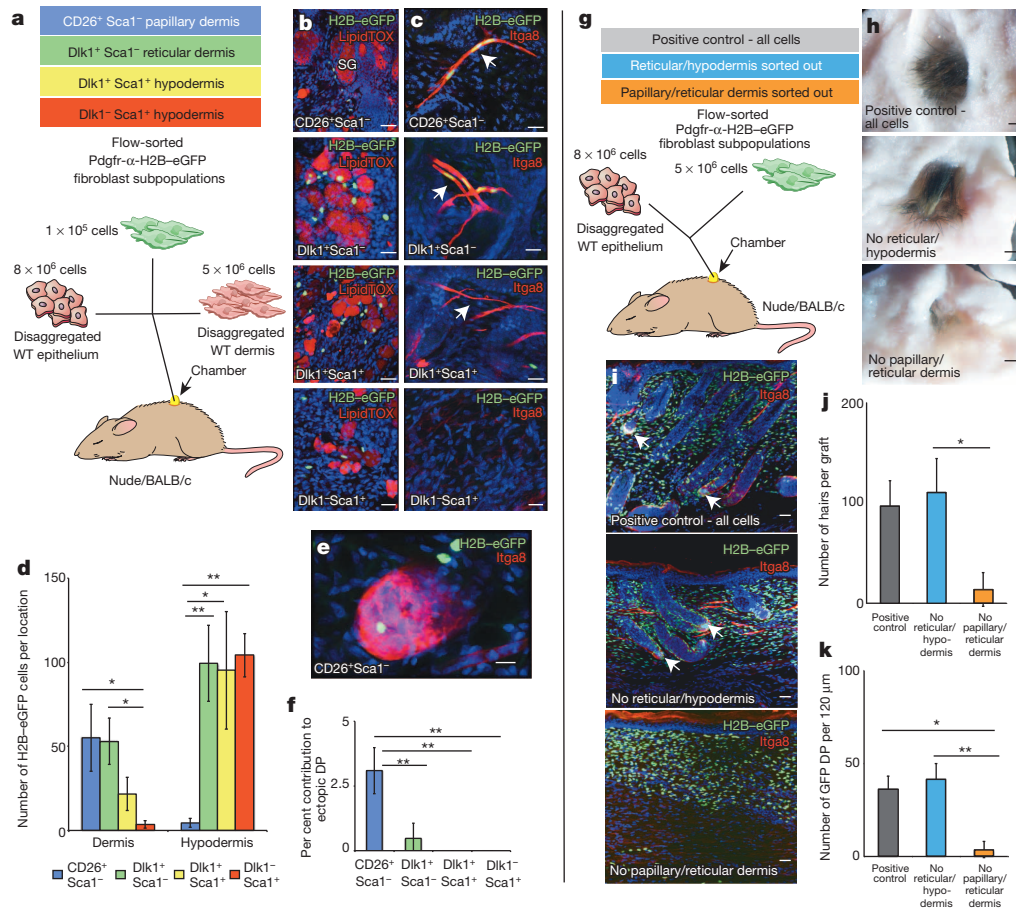 a
CD26⁺ Sca1⁻ papillary dermis
Dlk1⁺ Sca1⁻ reticular dermis
Dlk1⁺ Sca1⁺ hypodermis
Dlk1⁻ Sca1⁺ hypodermis
Flow-sorted
Pdgfr-α-H2B–eGFP
fibroblast subpopulations
1 × 10⁵ cells
8 × 10⁶ cells
5 × 10⁶ cells
Disaggregated
WT epithelium
Disaggregated
WT dermis
Chamber
Nude/BALB/c
b
H2B–eGFP
LipidTOX
SG
CD26⁺Sca1⁻
H2B–eGFP
LipidTOX
Dlk1⁺Sca1⁻
H2B–eGFP
LipidTOX
Dlk1⁺Sca1⁺
H2B–eGFP
LipidTOX
Dlk1⁻Sca1⁺
c
H2B–eGFP
Itga8
CD26⁺Sca1⁻
H2B–eGFP
Itga8
Dlk1⁺Sca1⁻
H2B–eGFP
Itga8
Dlk1⁺Sca1⁺
H2B–eGFP
Itga8
Dlk1⁻Sca1⁺
d
Number of H2B–eGFP cells per location
150
100
50
0
**
*
**
*
*
Dermis
Hypodermis
CD26⁺
Sca1⁻
Dlk1⁺
Sca1⁻
Dlk1⁺
Sca1⁺
Dlk1⁻
Sca1⁺
e
H2B–eGFP
Itga8
CD26⁺Sca1⁻
f
Per cent contribution to
ectopic DP
5
2.5
0
**
**
**
CD26⁺
Sca1⁻
Dlk1⁺
Sca1⁻
Dlk1⁺
Sca1⁺
Dlk1⁻
Sca1⁺
g
Positive control - all cells
Reticular/hypodermis sorted out
Papillary/reticular dermis sorted out
Flow-sorted
Pdgfr-α-H2B–eGFP
fibroblast subpopulations
8 × 10⁶ cells
5 × 10⁶ cells
Disaggregated
WT epithelium
Chamber
Nude/BALB/c
h
Positive control -
all cells
No reticular/
hypodermis
No papillary/
reticular dermis
i
H2B–eGFP
Itga8
Positive control - all cells
H2B–eGFP
Itga8
No reticular/hypodermis
H2B–eGFP
Itga8
No papillary/reticular dermis
j
Number of hairs per graft
200
100
0
*
Positive
control
No
reticular/
hypo-
dermis
No
papillary/
reticular
dermis
k
Number of GFP DP per 120 μm
100
50
0
*
**
Positive
control
No
reticular/
hypo-
dermis
No
papillary/
reticular
dermis